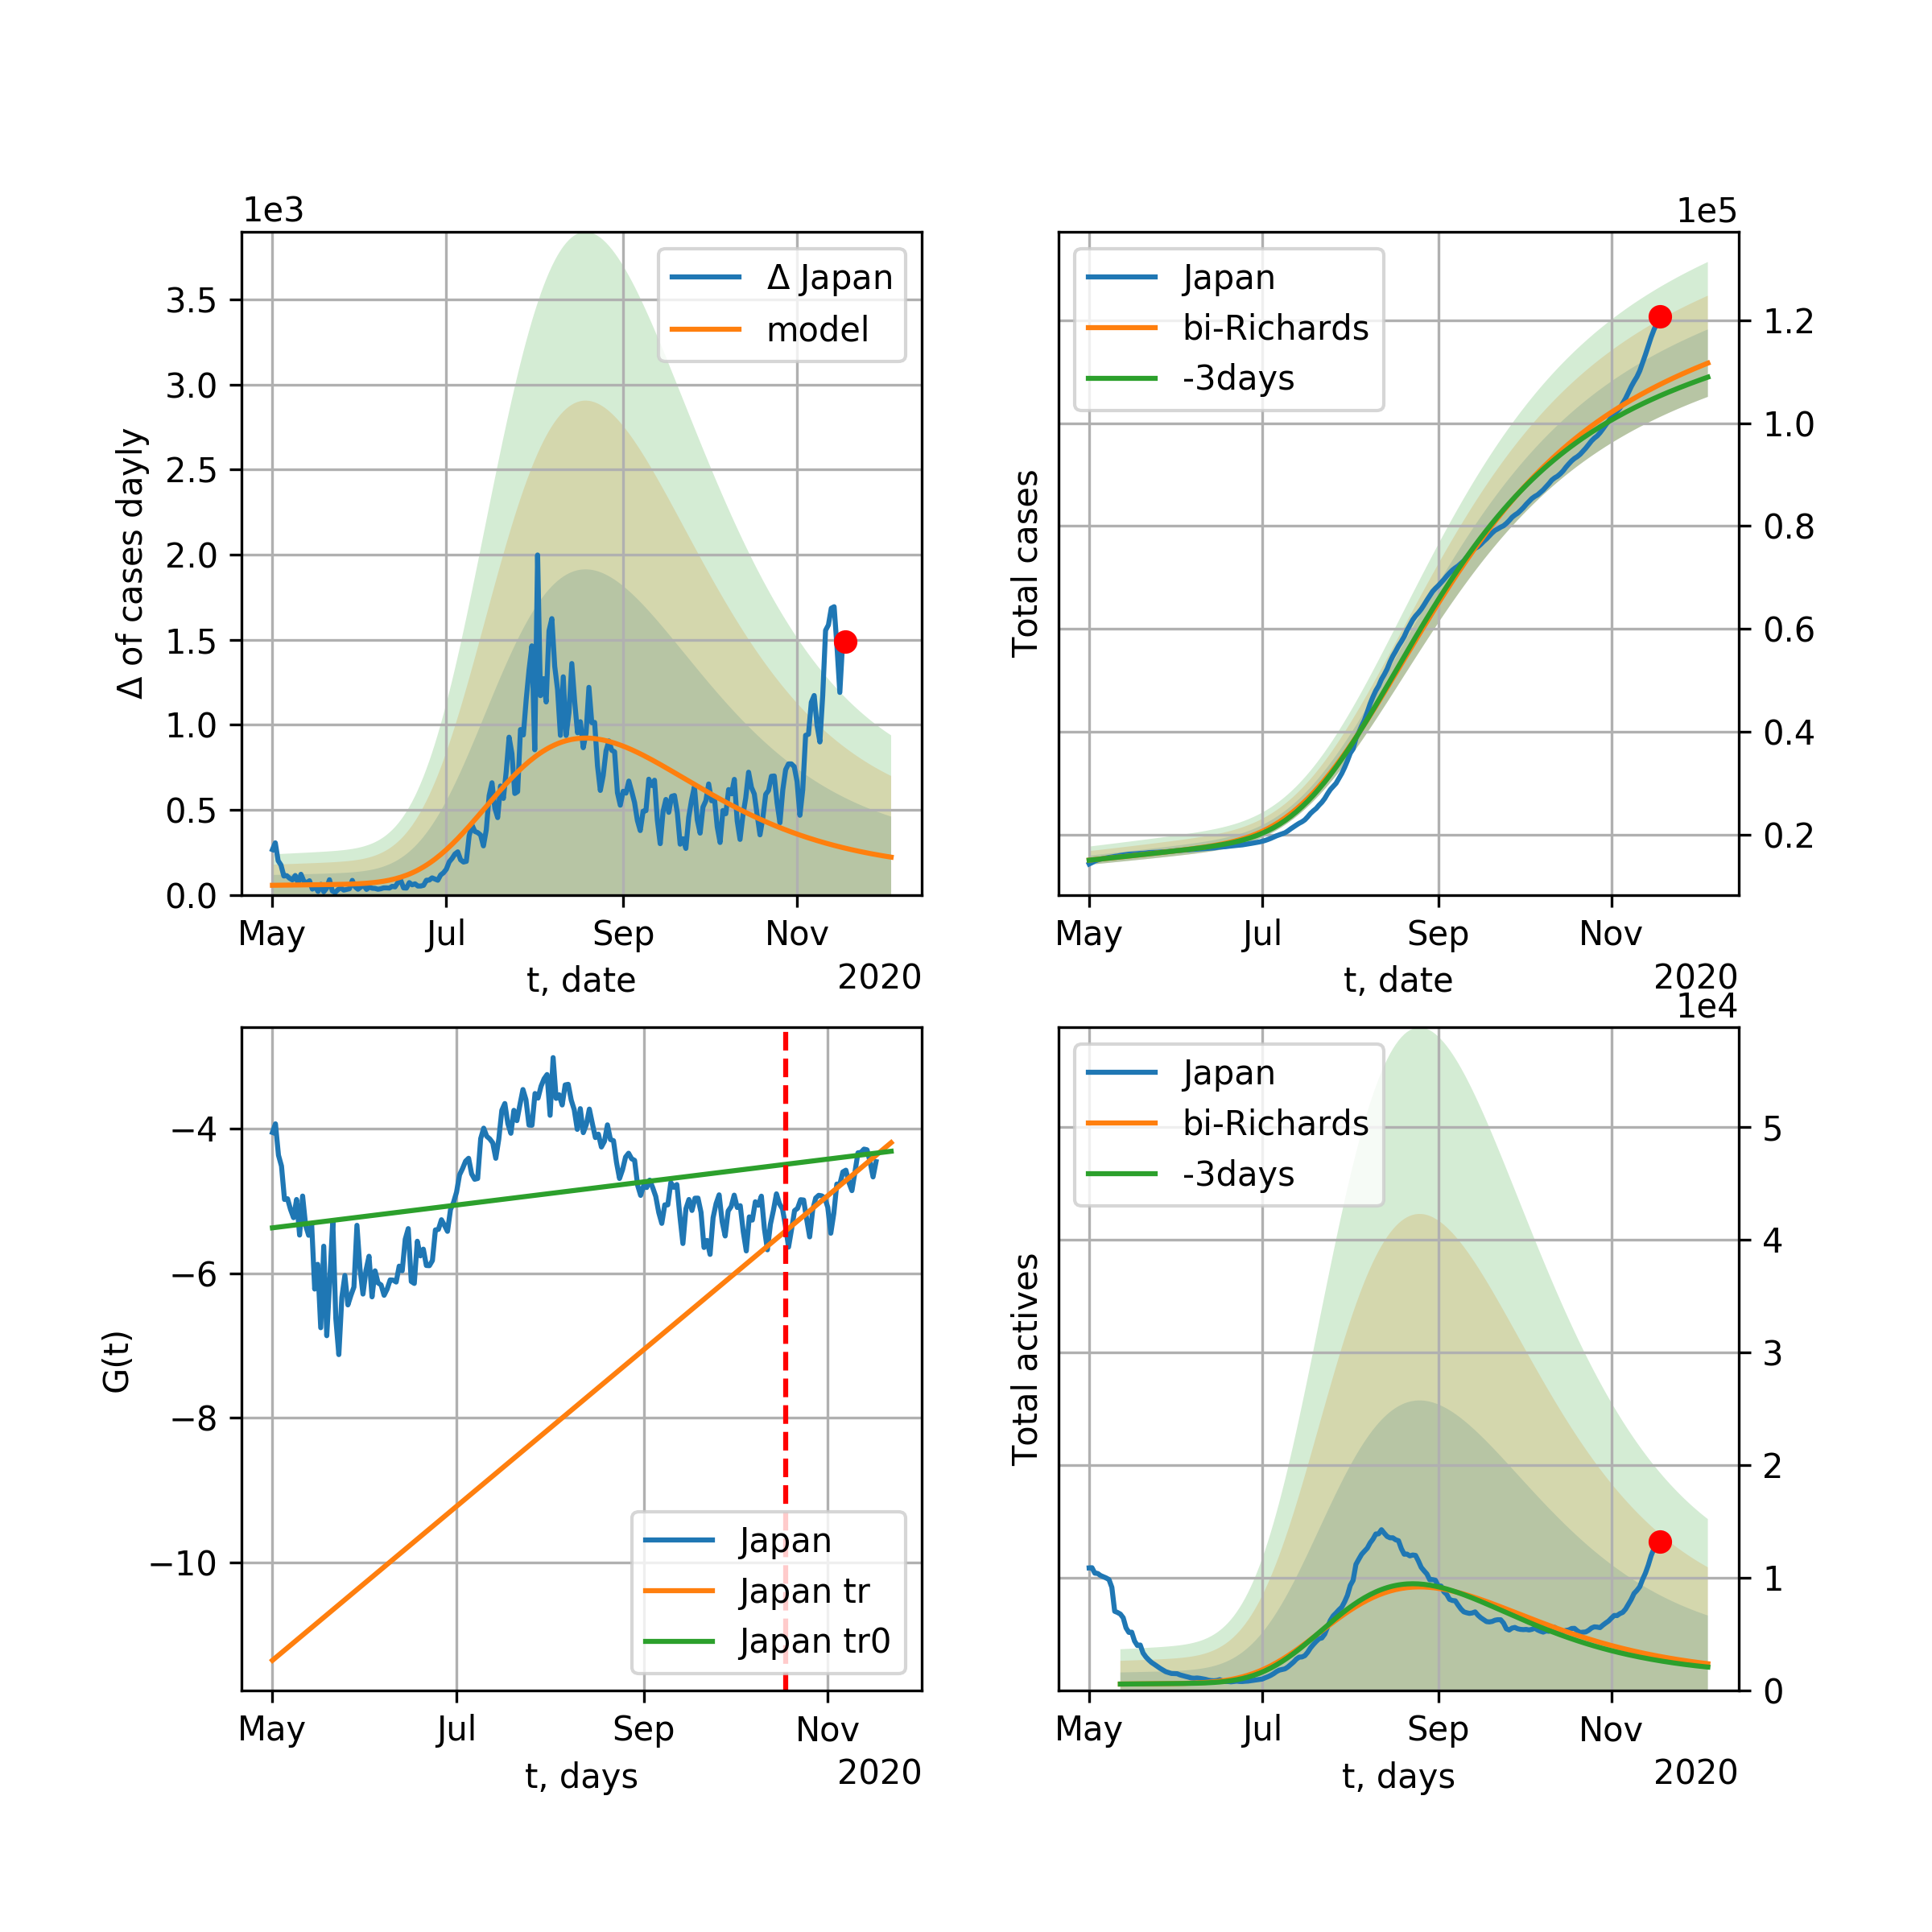 1e3
Δ of cases dayly
3.5
3.0
2.5
2.0
1.5
1.0
0.5
0.0
Δ Japan
model
May Jul Sep Nov
t, date
2020
1e5
Total cases
Japan
bi-Richards
-3days
1.2
1.0
0.8
0.6
0.4
0.2
May Jul Sep Nov
t, date
2020
G(t)
−4
−6
−8
−10
Japan
Japan tr
Japan tr0
May Jul Sep Nov
t, days
2020
1e4
Total actives
Japan
bi-Richards
-3days
5
4
3
2
1
0
May Jul Sep Nov
t, days
2020